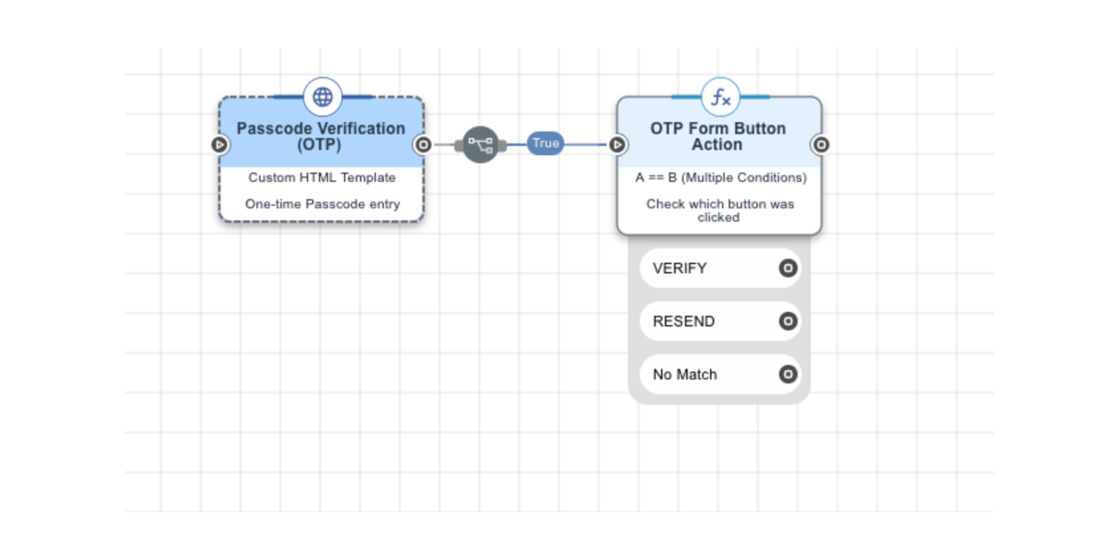 Passcode Verification
(OTP)
Custom HTML Template
One-time Passcode entry
True
fx
OTP Form Button
Action
A == B (Multiple Conditions)
Check which button was
clicked
VERIFY
RESEND
No Match